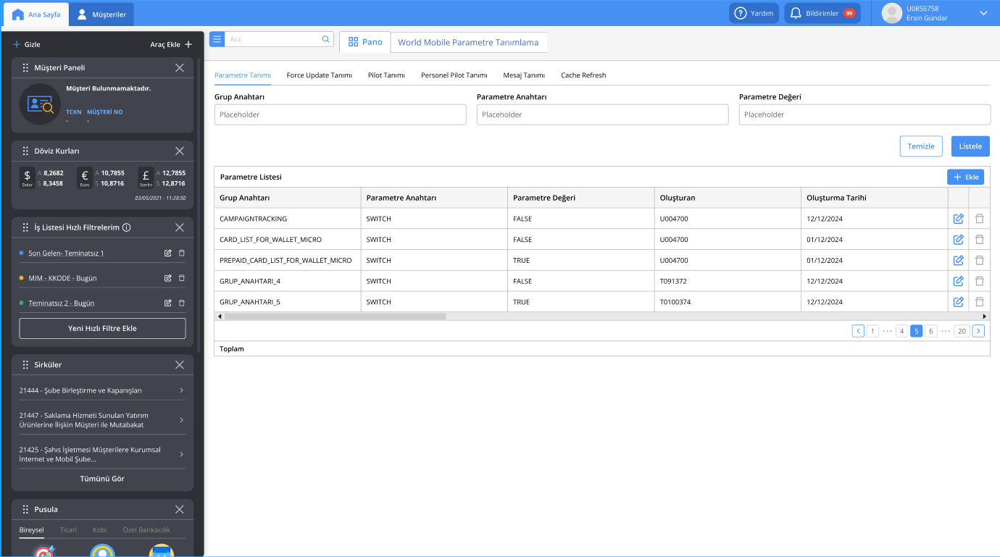 Ana Sayfa
Müşteriler
Yardım
Bildirimler
99
U0856758
Ersin Gündar
Gizle
Araç Ekle
Müşteri Paneli
Müşteri Bulunmamaktadır.
TCKN MÜŞTERİ NO
- -
Döviz Kurları
$ Dolar A 8,2682 S 8,3458
€ Euro A 10,7855 S 10,8716
£ Sterlin A 12,7855 S 12,8716
03/05/2021 - 11:28:50
İş Listesi Hızlı Filtrelerim
Son Gelen- Teminatsız 1
MIM - KKODE - Bugün
Teminatsız 2 - Bugün
Yeni Hızlı Filtre Ekle
Sirküler
21444 - Şube Birleştirme ve Kapanışları
21447 - Saklama Hizmeti Sunulan Yatırım
Ürünlerine İlişkin Müşteri ile Mutabakat
21425 - Şahıs İşletmesi Müşterilere Kurumsal
İnternet ve Mobil Şube...
Tümünü Gör
Pusula
Bireysel Ticari Kobi Özel Bankacılık
Ara
Pano
World Mobile Parametre Tanımlama
Parametre Tanımı Force Update Tanımı Pilot Tanımı Personel Pilot Tanımı Mesaj Tanımı Cache Refresh
Grup Anahtarı Parametre Anahtarı Parametre Değeri
Placeholder Placeholder Placeholder
Temizle Listele
Parametre Listesi
Ekle
Grup Anahtarı Parametre Anahtarı Parametre Değeri Oluşturan Oluşturma Tarihi
CAMPAIGNTRACKING SWITCH FALSE U004700 12/12/2024
CARD_LIST_FOR_WALLET_MICRO SWITCH FALSE U004700 01/12/2024
PREPAID_CARD_LIST_FOR_WALLET_MICRO SWITCH TRUE U004700 01/12/2024
GRUP_ANAHTARI_4 SWITCH FALSE T091372 12/12/2024
GRUP_ANAHTARI_5 SWITCH TRUE T0100374 12/12/2024
1 ••• 4 5 6 ••• 20
Toplam